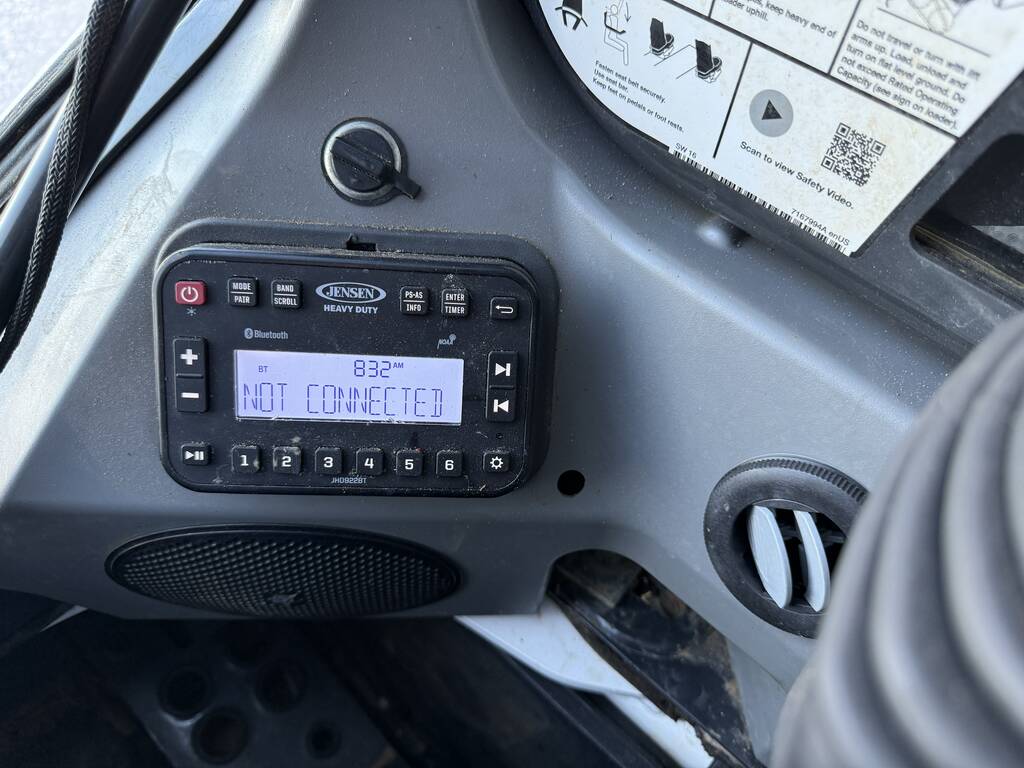 keep heavy end of
loader uphill.
Do not travel or turn with lift
arms up. Load, unload and
turn on flat level ground. Do
not exceed Rated Operating
Capacity (see sign on loader).
Fasten seat belt securely.
Use seat bar.
Keep feet on pedals or foot rests.
SW 16
Scan to view Safety Video.
7167994A enUS
MODE
PAIR
BAND
SCROLL
JENSEN
HEAVY DUTY
PS-AS
INFO
ENTER
TIMER
Bluetooth
NOAA
BT 832 AM
NOT CONNECTED
1 2 3 4 5 6
JHD922BT